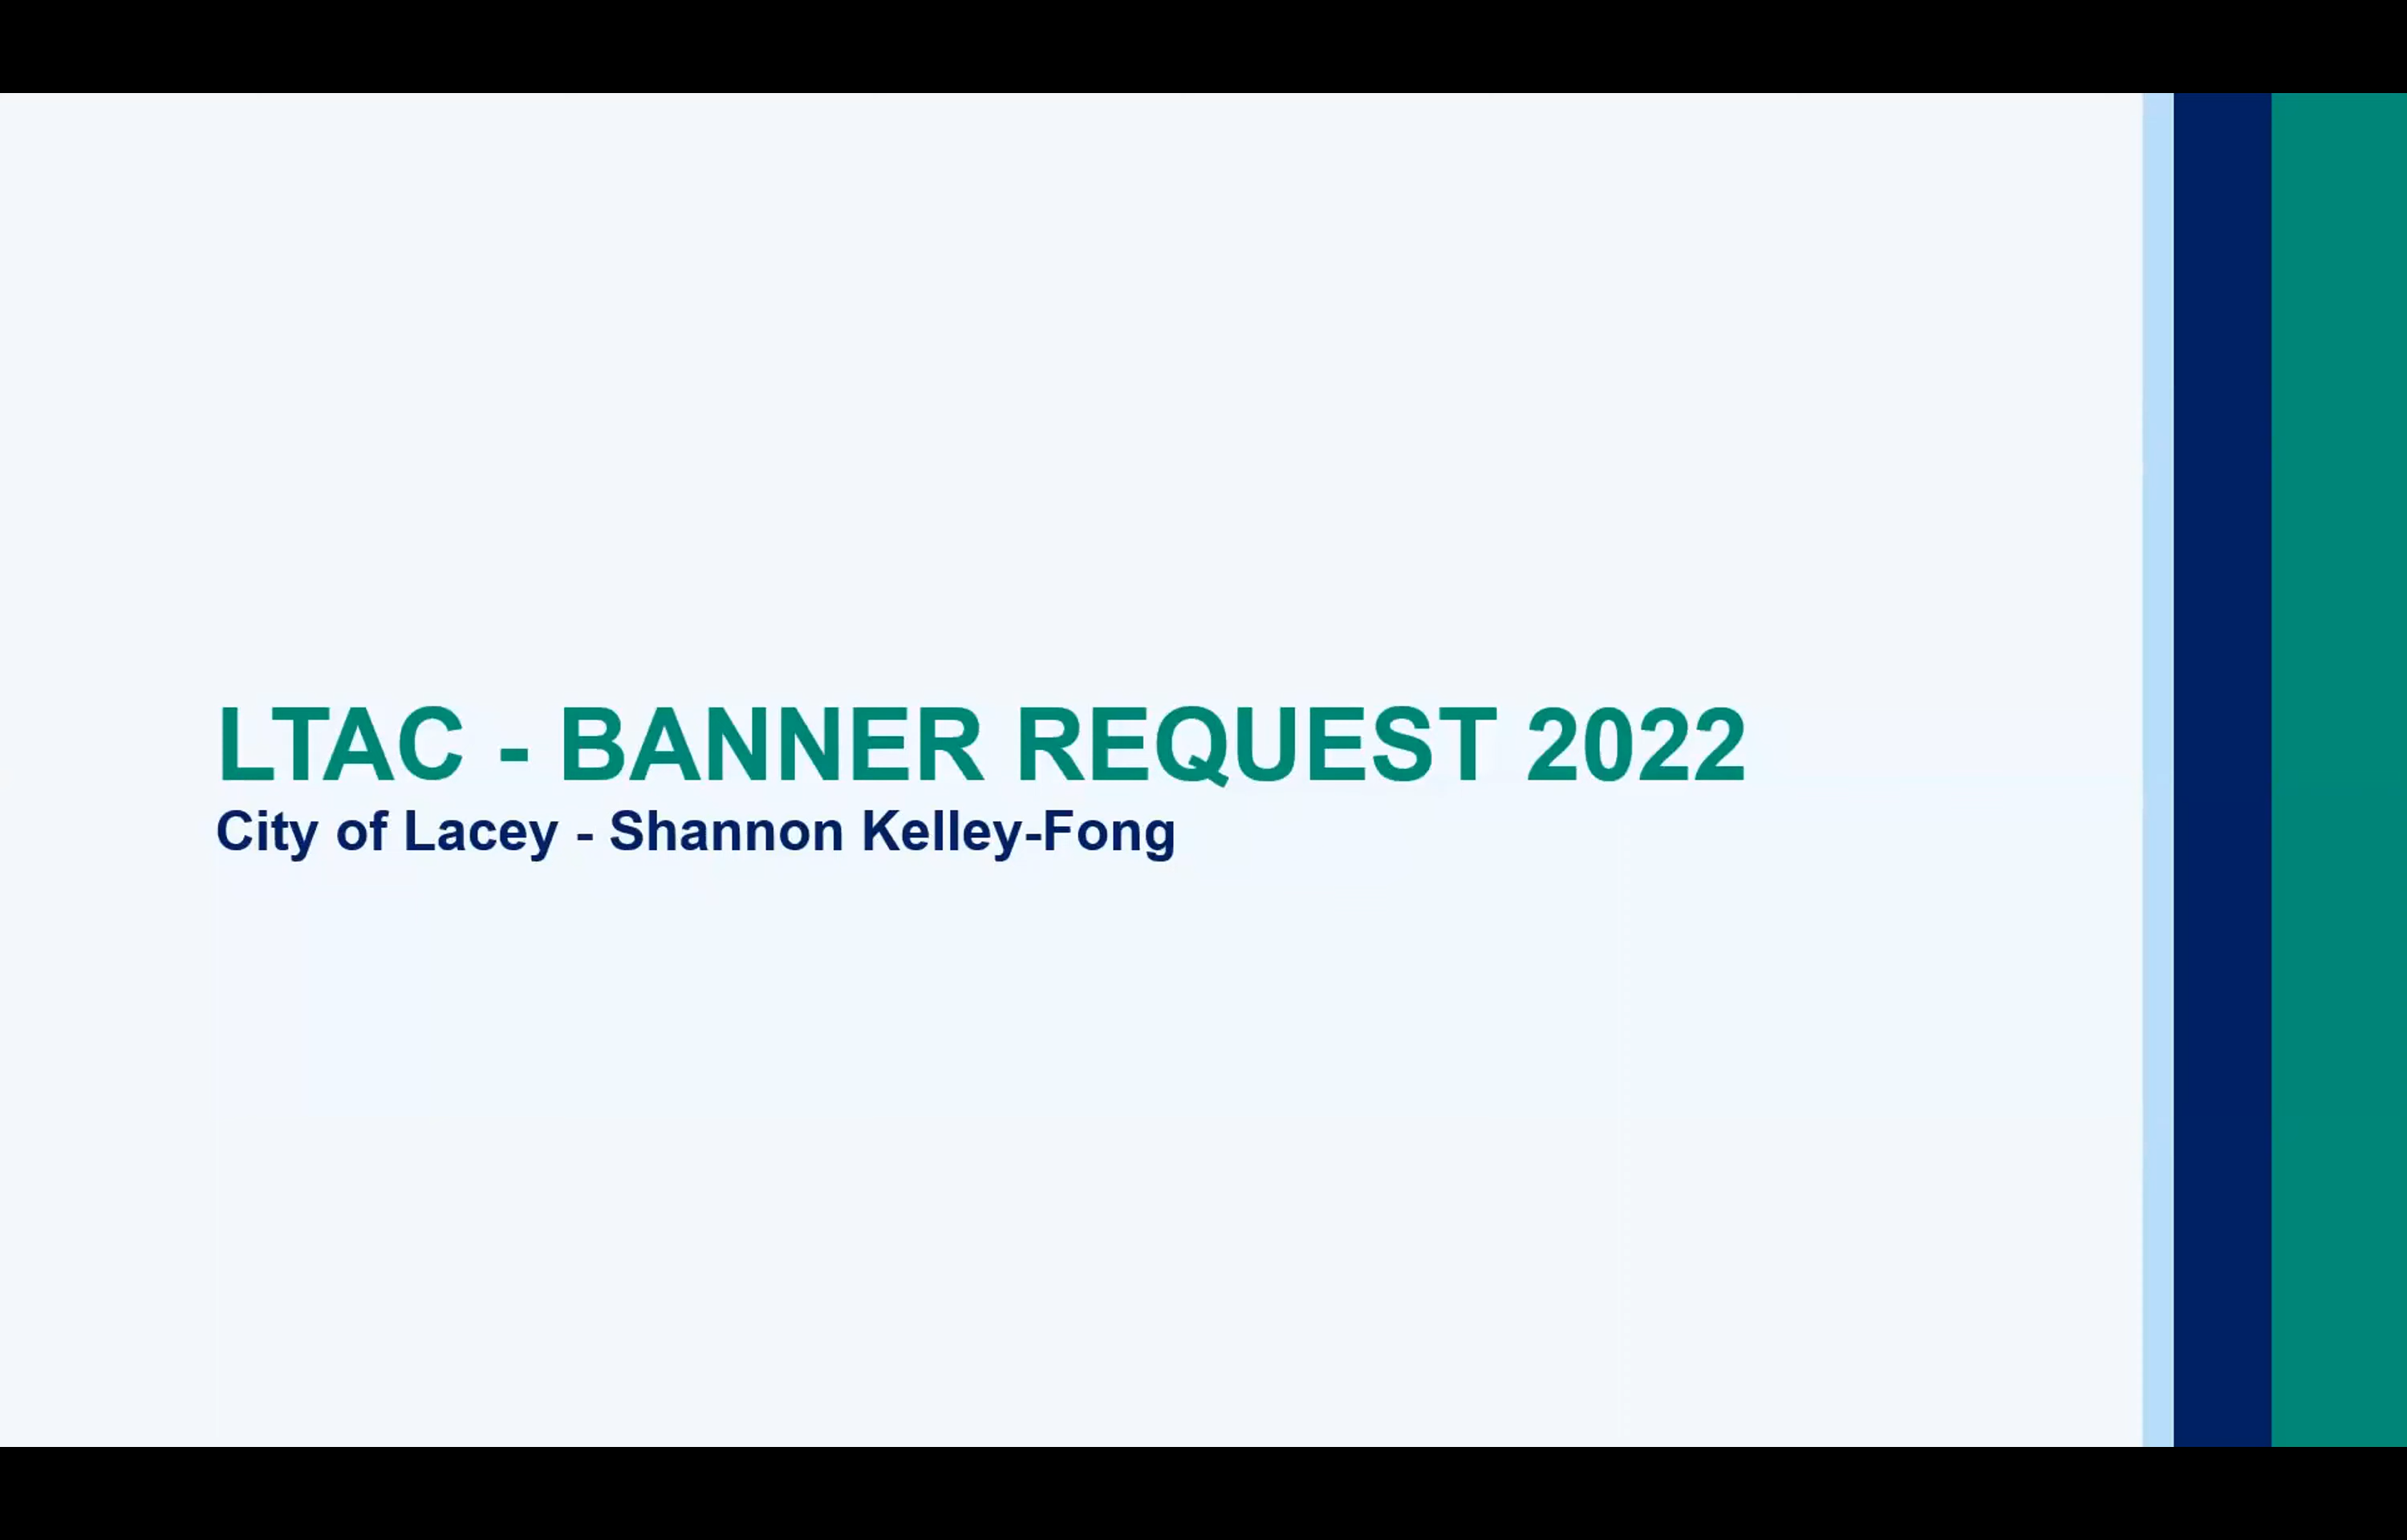 LTAC - BANNER REQUEST 2022
City of Lacey - Shannon Kelley-Fong